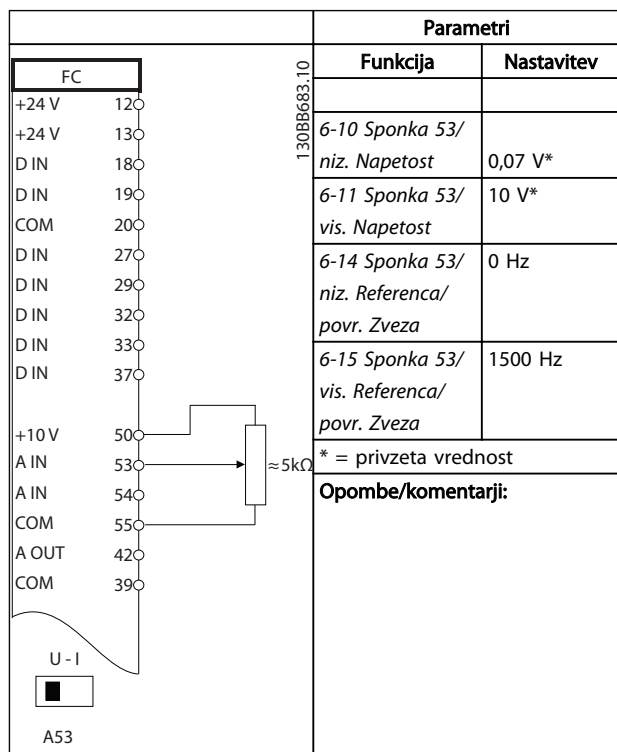 Parametri
Funkcija Nastavitev
FC
130BB683.10
+24 V 12
+24 V 13
D IN 18
D IN 19
COM 20
D IN 27
D IN 29
D IN 32
D IN 33
D IN 37
+10 V 50
A IN 53
A IN 54
COM 55
A OUT 42
COM 39
≈5kΩ
U - I
A53
6-10 Sponka 53/
niz. Napetost 0,07 V*
6-11 Sponka 53/ 10 V*
vis. Napetost
6-14 Sponka 53/ 0 Hz
niz. Referenca/
povr. Zveza
6-15 Sponka 53/ 1500 Hz
vis. Referenca/
povr. Zveza
* = privzeta vrednost
Opombe/komentarji: